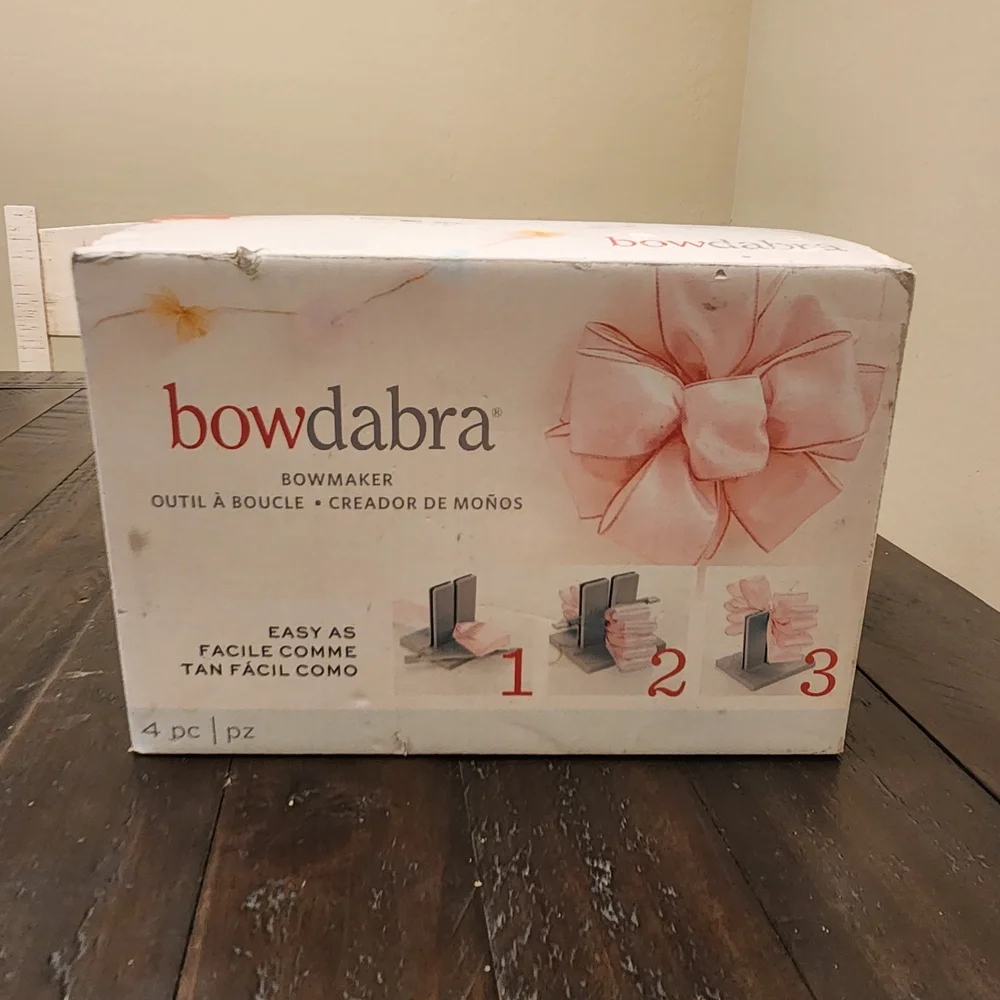 bowdabra
bowdabra®
BOWMAKER
OUTIL À BOUCLE • CREADOR DE MOÑOS
EASY AS
FACILE COMME
TAN FÁCIL COMO
1 2 3
4 pc | pz